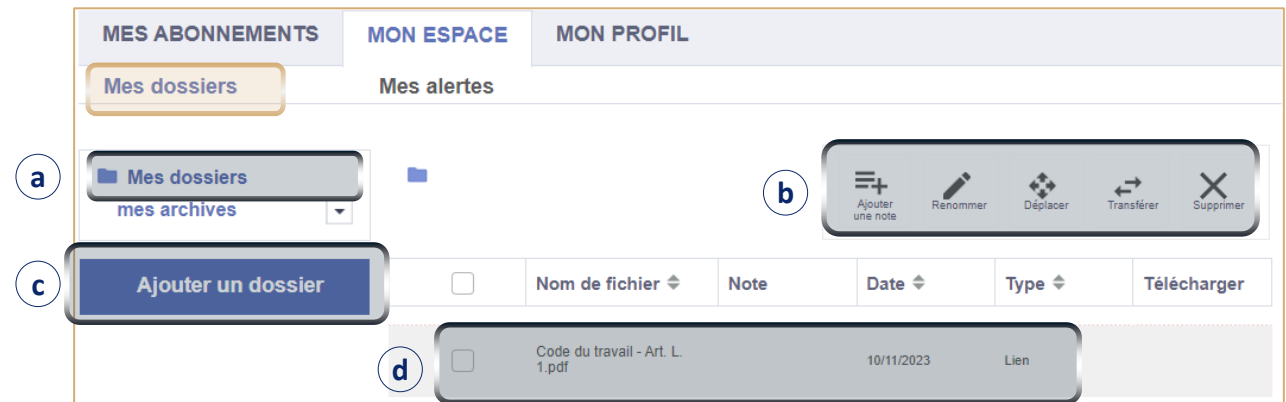 MES ABONNEMENTS MON ESPACE MON PROFIL
Mes dossiers Mes alertes
a Mes dossiers
mes archives
b
Ajouter
une note
Renommer
Déplacer
Transférer
Supprimer
c Ajouter un dossier
Nom de fichier Note Date Type Télécharger
d
Code du travail - Art. L.
1.pdf
10/11/2023
Lien